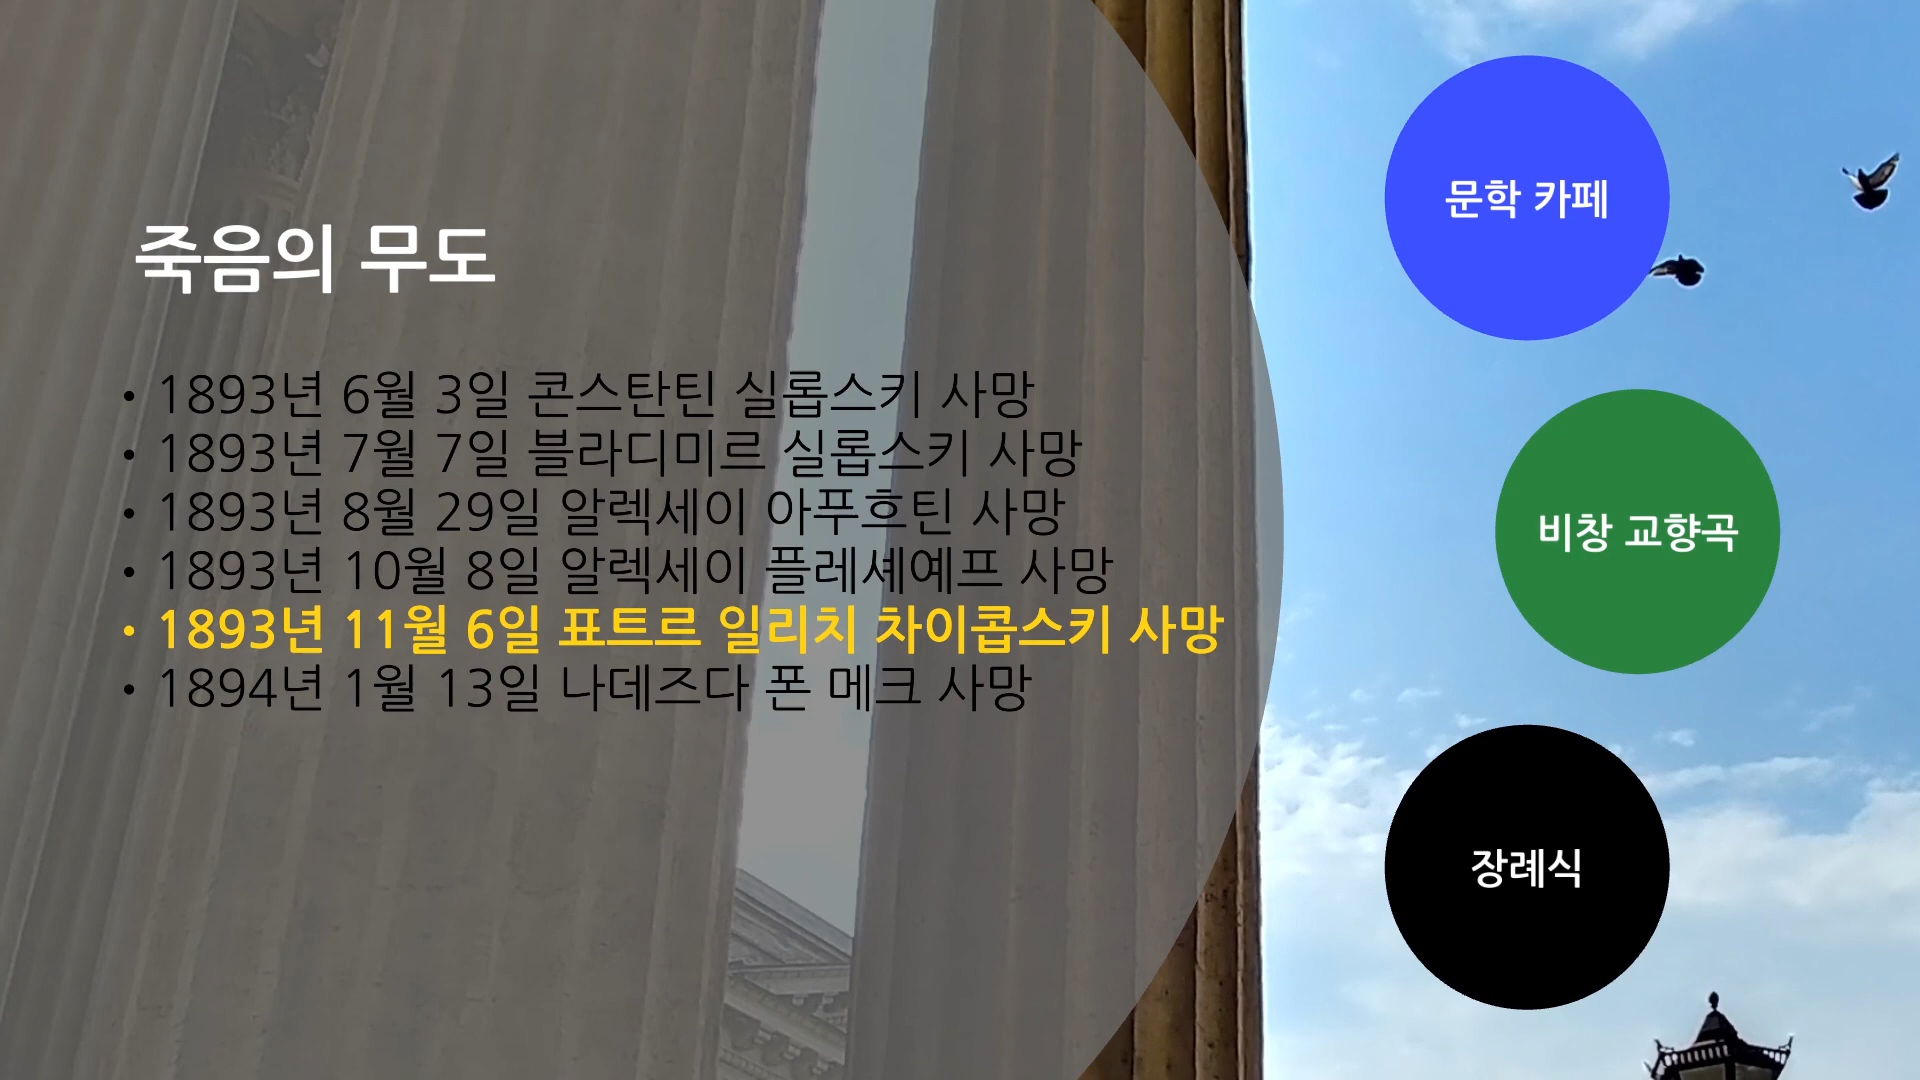 죽음의 무도
• 1893년 6월 3일 콘스탄틴 실롭스키 사망
• 1893년 7월 7일 블라디미르 실롭스키 사망
• 1893년 8월 29일 알렉세이 아푸흐틴 사망
• 1893년 10월 8일 알렉세이 플레셰예프 사망
• 1893년 11월 6일 표트르 일리치 차이콥스키 사망
• 1894년 1월 13일 나데즈다 폰 메크 사망
문학 카페
비창 교향곡
장례식